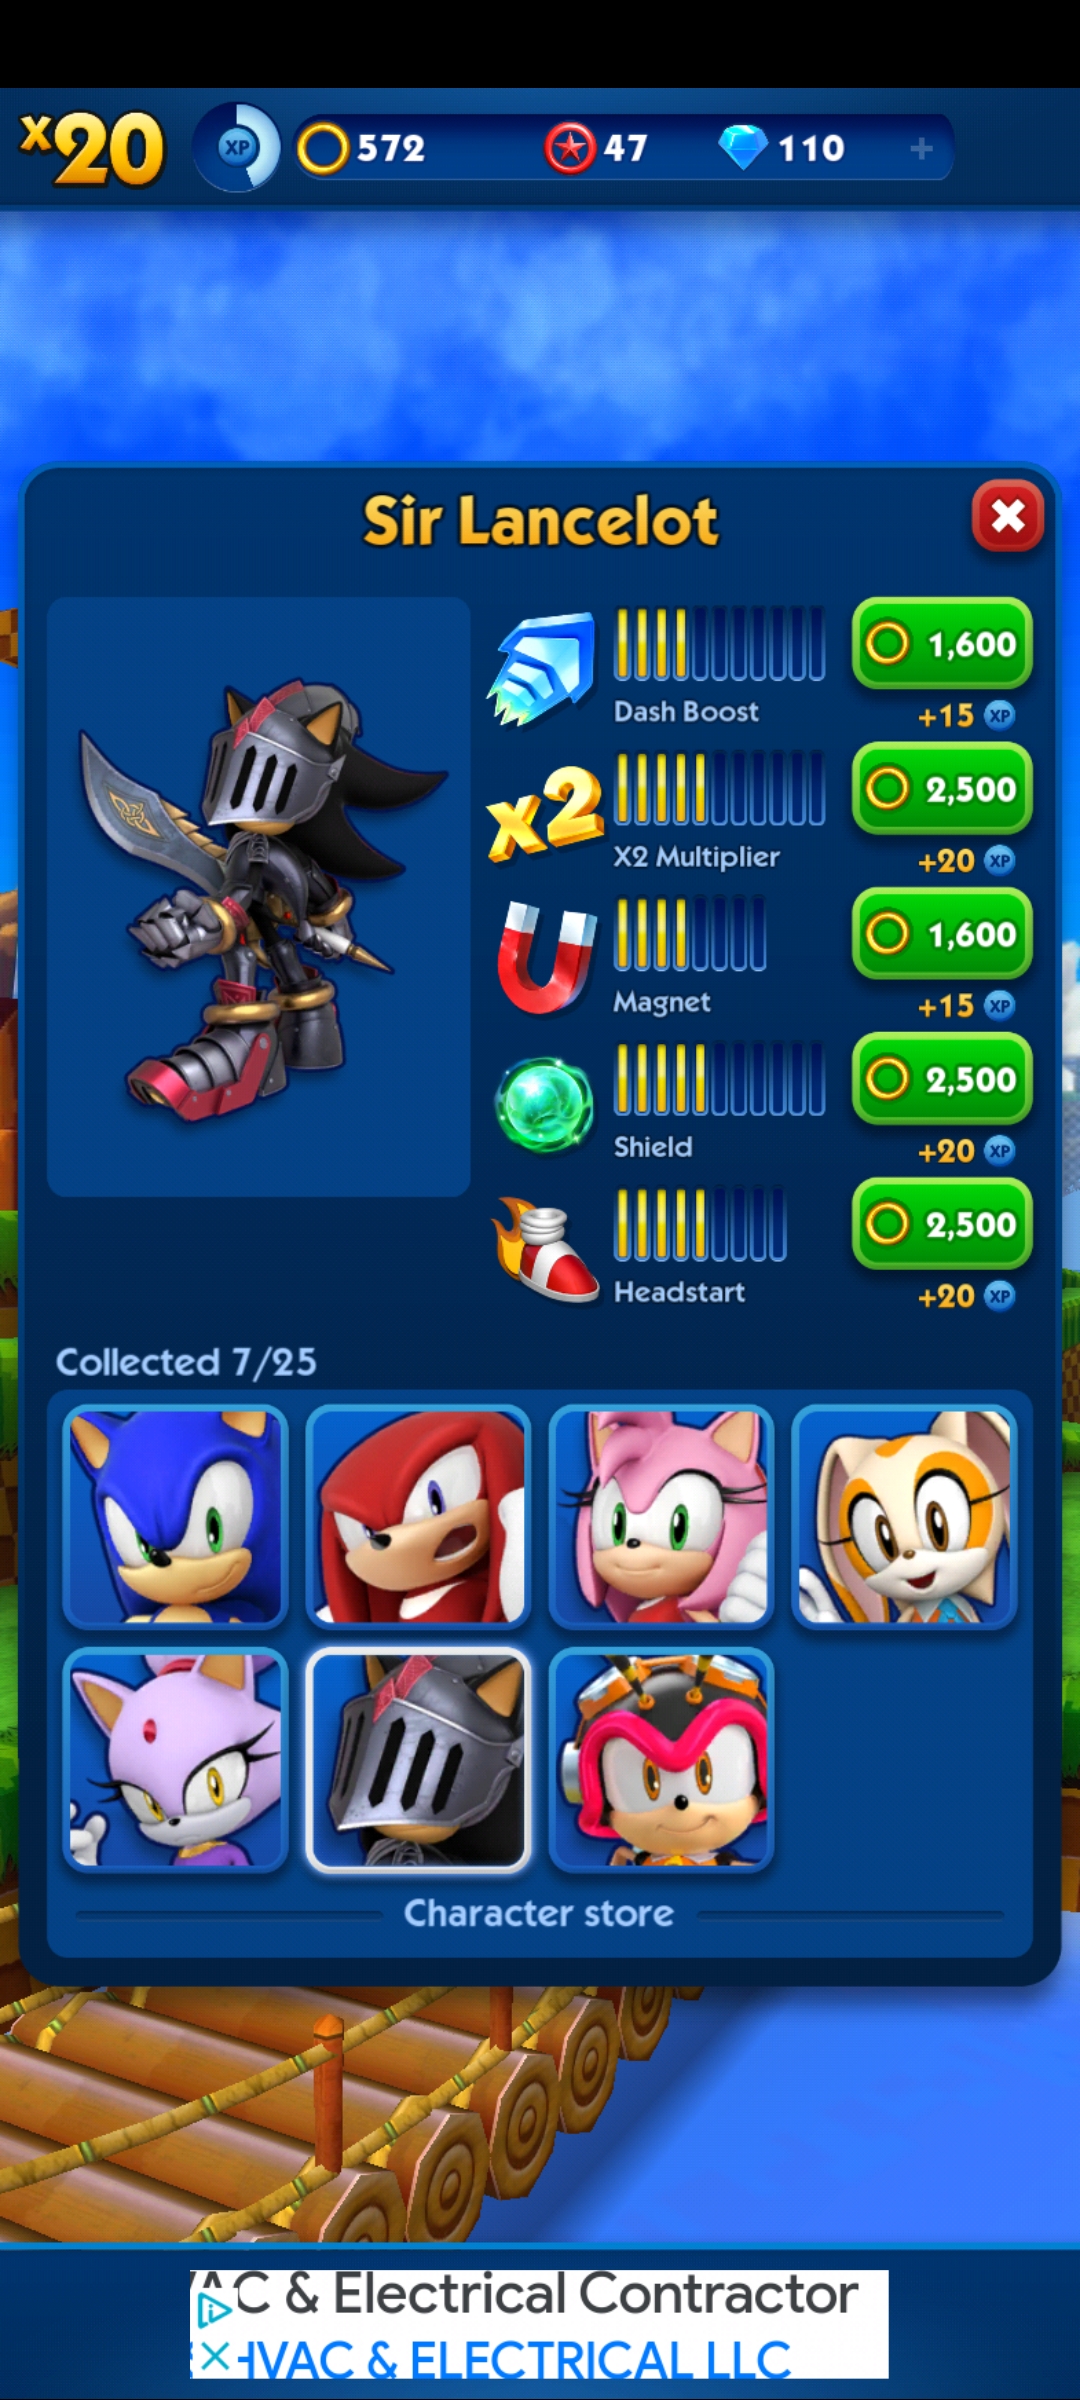 x20 XP 572 47 110 +
Sir Lancelot
1,600
Dash Boost
+15 XP
x2
2,500
X2 Multiplier
+20 XP
1,600
Magnet
+15 XP
2,500
Shield
+20 XP
2,500
Headstart
+20 XP
Collected 7/25
Character store
C & Electrical Contractor
HVAC & ELECTRICAL LLC